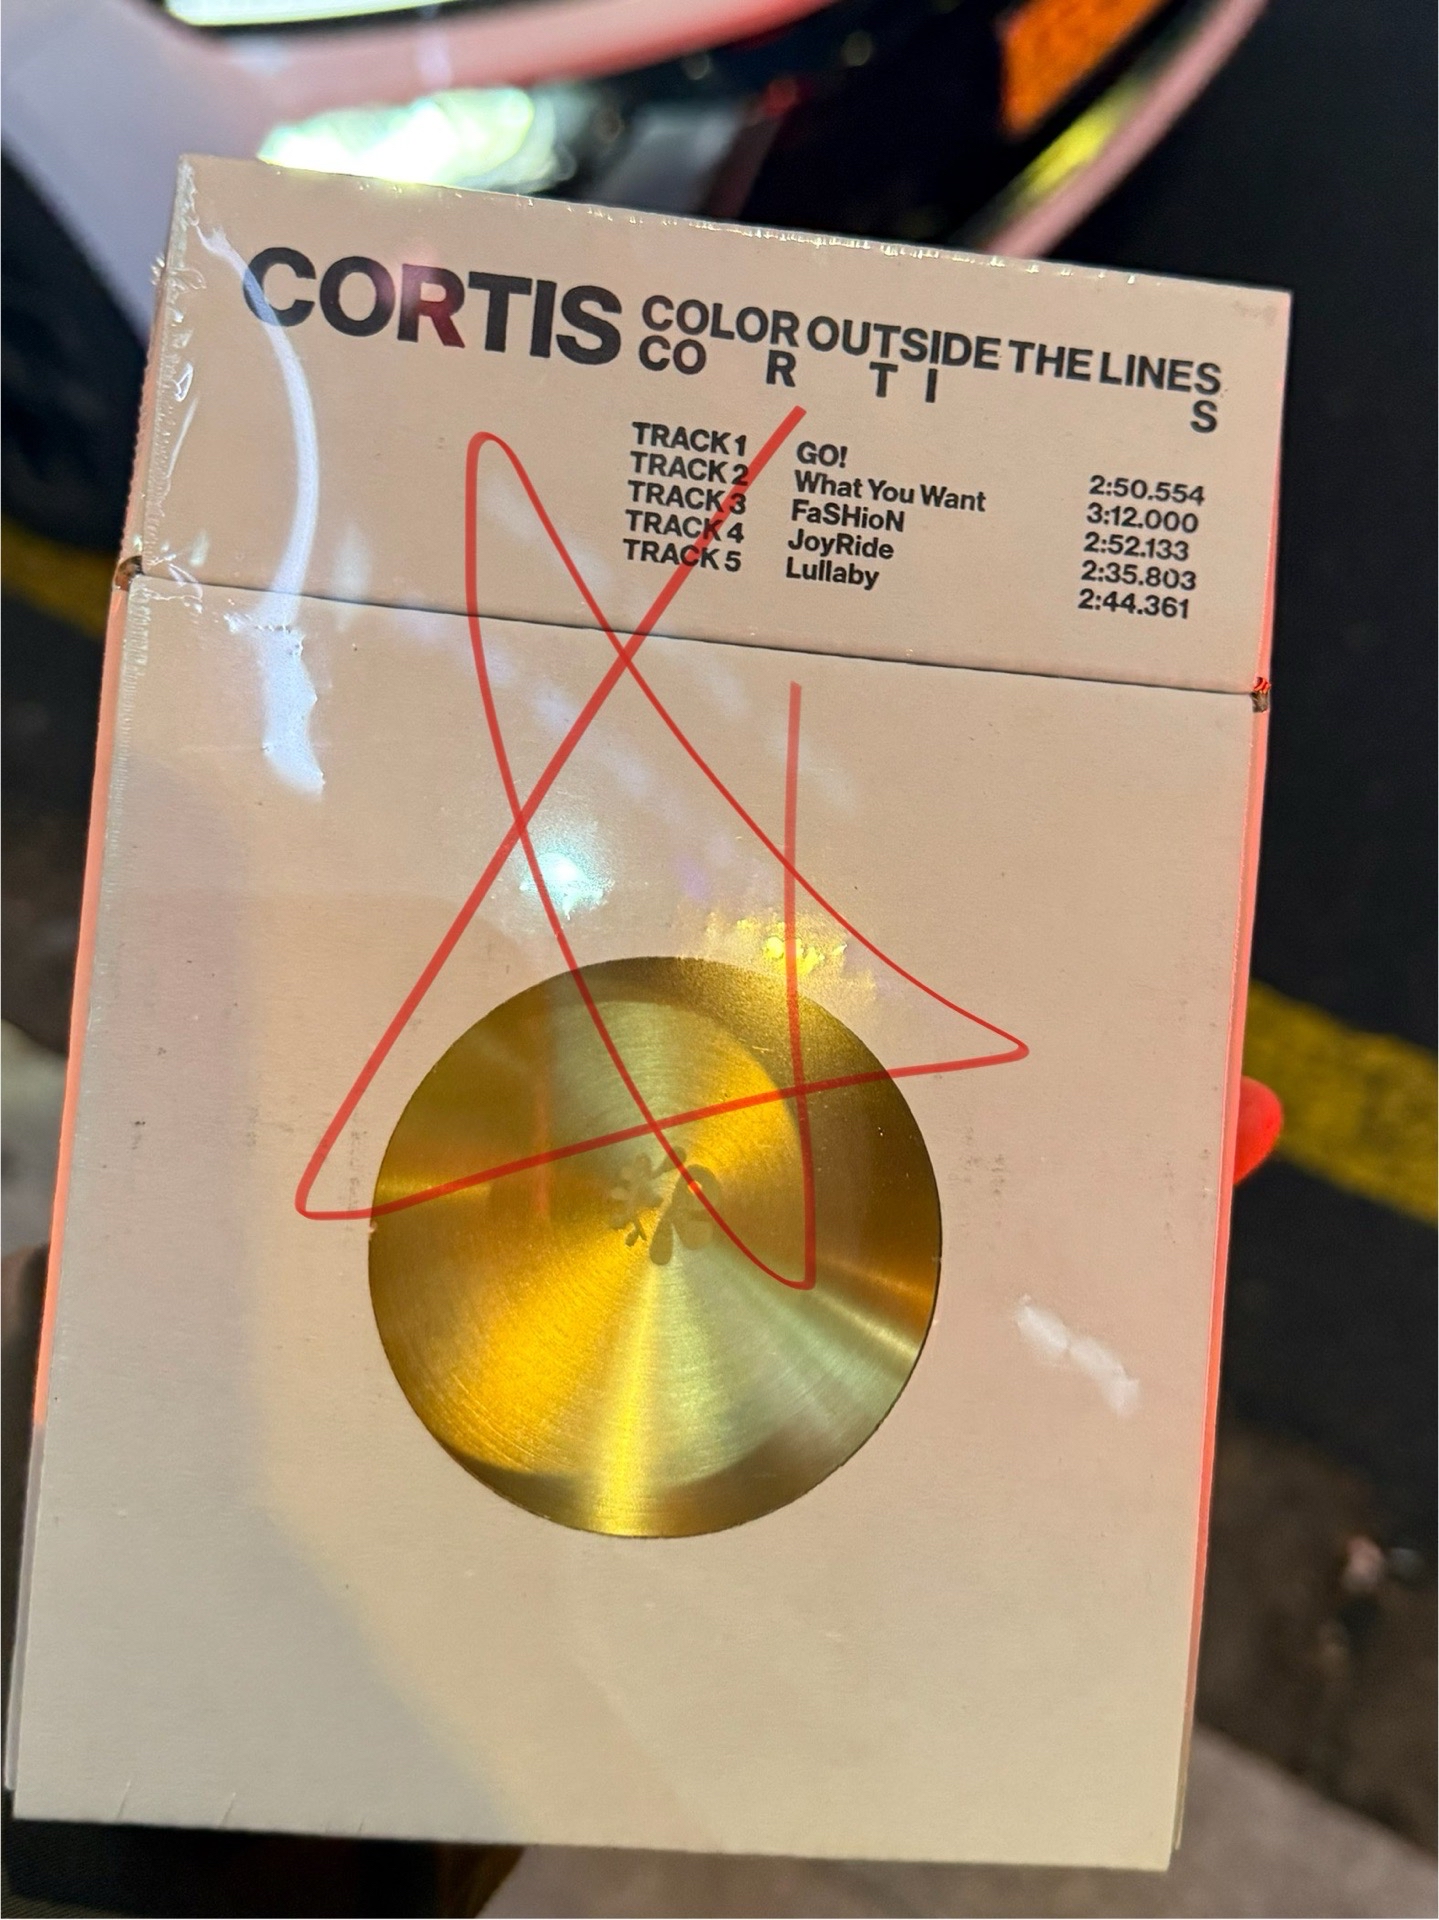 CORTIS COLOR OUTSIDE THE LINES
CO R T I S
TRACK 1 GO! 2:50.554
TRACK 2 What You Want 3:12.000
TRACK 3 FaSHioN 2:52.133
TRACK 4 JoyRide 2:35.803
TRACK 5 Lullaby 2:44.361